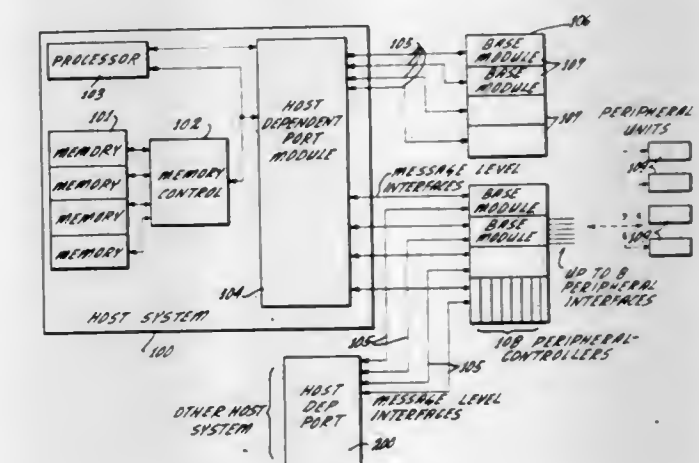 PROCESSOR
103
101
MEMORY
MEMORY
MEMORY
MEMORY
102
MEMORY
CONTROL
HOST
DEPENDENT
PORT
MODULE
104
HOST SYSTEM
100
105
106
BASE
MODULE
BASE
MODULE
109
109
PERIPHERAL
UNITS
MESSAGE LEVEL
INTERFACES
BASE
MODULE
BASE
MODULE
UP TO 8
PERIPHERAL
INTERFACES
108 PERIPHERAL-
CONTROLLERS
105
105
OTHER HOST
SYSTEM
HOST
DEP
PORT
200
MESSAGE LEVEL
INTERFACES